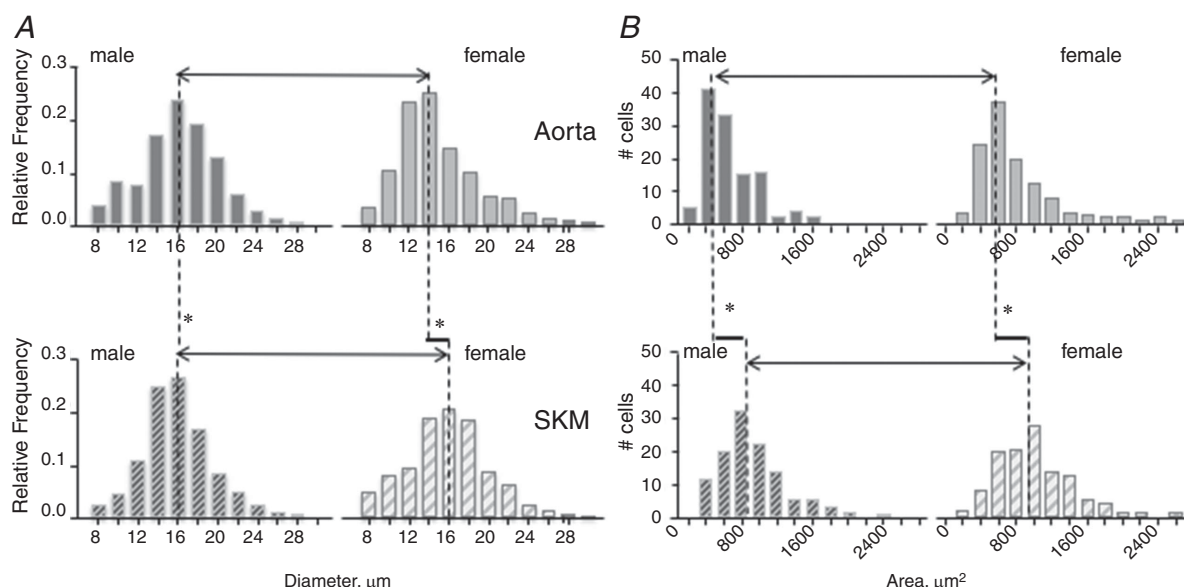 A
B
male
female
Relative Frequency
0.3
0.2
0.1
0.0
8 12 16 20 24 28
8 12 16 20 24 28
Aorta
male
female
# cells
50
40
30
20
10
0
0 800 1600 2400
0 800 1600 2400
*
*
*
*
male
female
Relative Frequency
0.3
0.2
0.1
0.0
8 12 16 20 24 28
8 12 16 20 24 28
SKM
Diameter, μm
male
female
# cells
50
40
30
20
10
0
0 800 1600 2400
0 800 1600 2400
Area, μm²